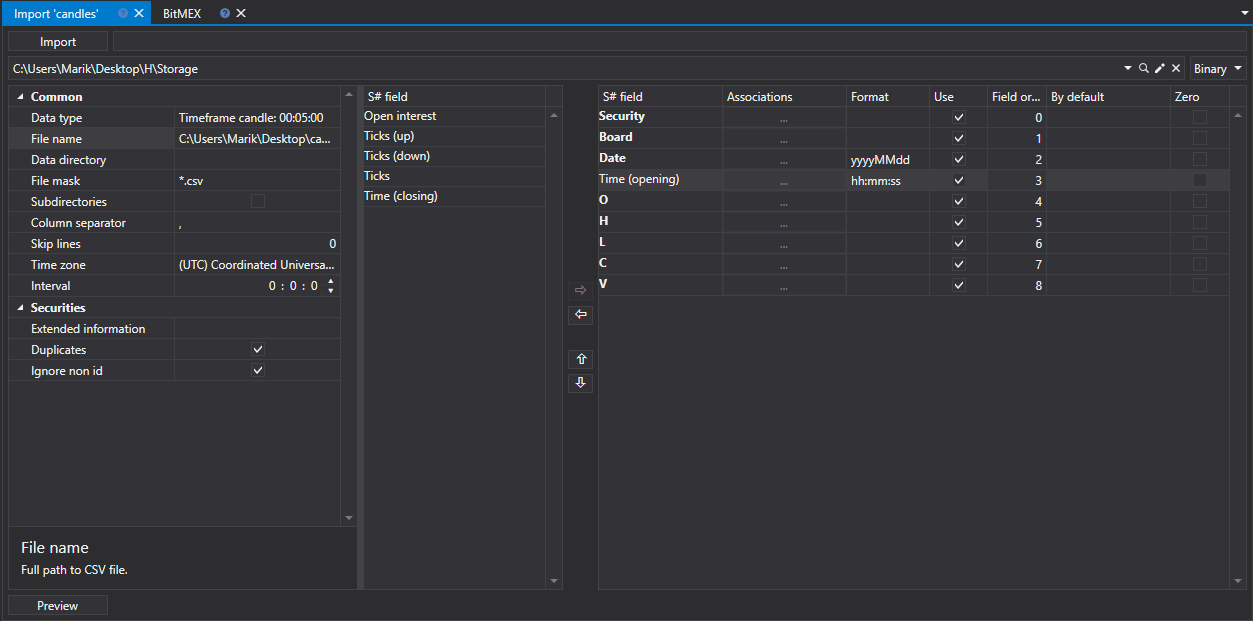 Import 'candles'
BitMEX
Import
C:\Users\Marik\Desktop\H\Storage
Binary
Common
Data type Timeframe candle: 00:05:00
File name C:\Users\Marik\Desktop\ca...
Data directory
File mask *.csv
Subdirectories
Column separator ,
Skip lines 0
Time zone (UTC) Coordinated Universa...
Interval 0 : 0 : 0
Securities
Extended information
Duplicates
Ignore non id
File name
Full path to CSV file.
Preview
S# field
Open interest
Ticks (up)
Ticks (down)
Ticks
Time (closing)
S# field Associations Format Use Field or... By default Zero
Security ... 0
Board ... 1
Date ... yyyyMMdd 2
Time (opening) ... hh:mm:ss 3
O ... 4
H ... 5
L ... 6
C ... 7
V ... 8